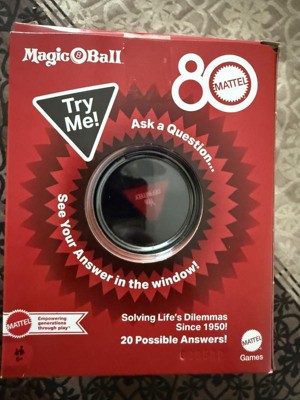 Magic 8 Ball
80
MATTEL
Try
Me!
Ask a Question...
See Your Answer in the window!
MATTEL
Empowering
generations
through play™
Solving Life's Dilemmas
Since 1950!
20 Possible Answers!
MATTEL
Games